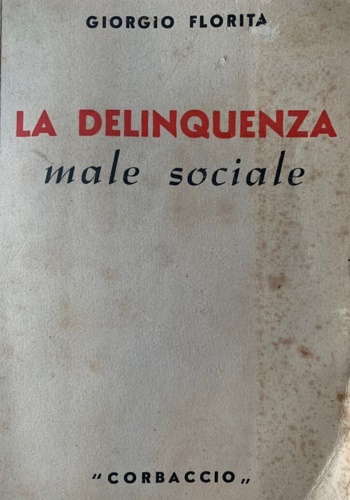 GIORGIO FLORITA
LA DELINQUENZA
male sociale
"CORBACCIO„